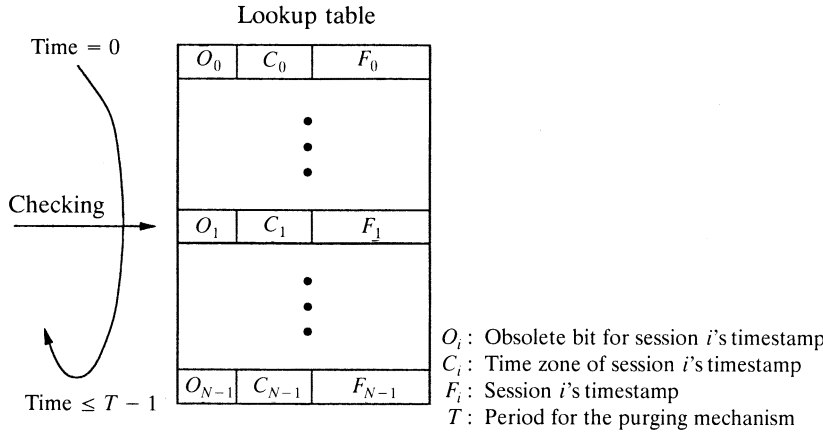 Lookup table
Time = 0
O₀ C₀ F₀
Checking
O₁ C₁ F₁
O_{N−1} C_{N−1} F_{N−1}
Time ≤ T − 1
O_i : Obsolete bit for session i's timestamp
C_i : Time zone of session i's timestamp
F_i : Session i's timestamp
T : Period for the purging mechanism